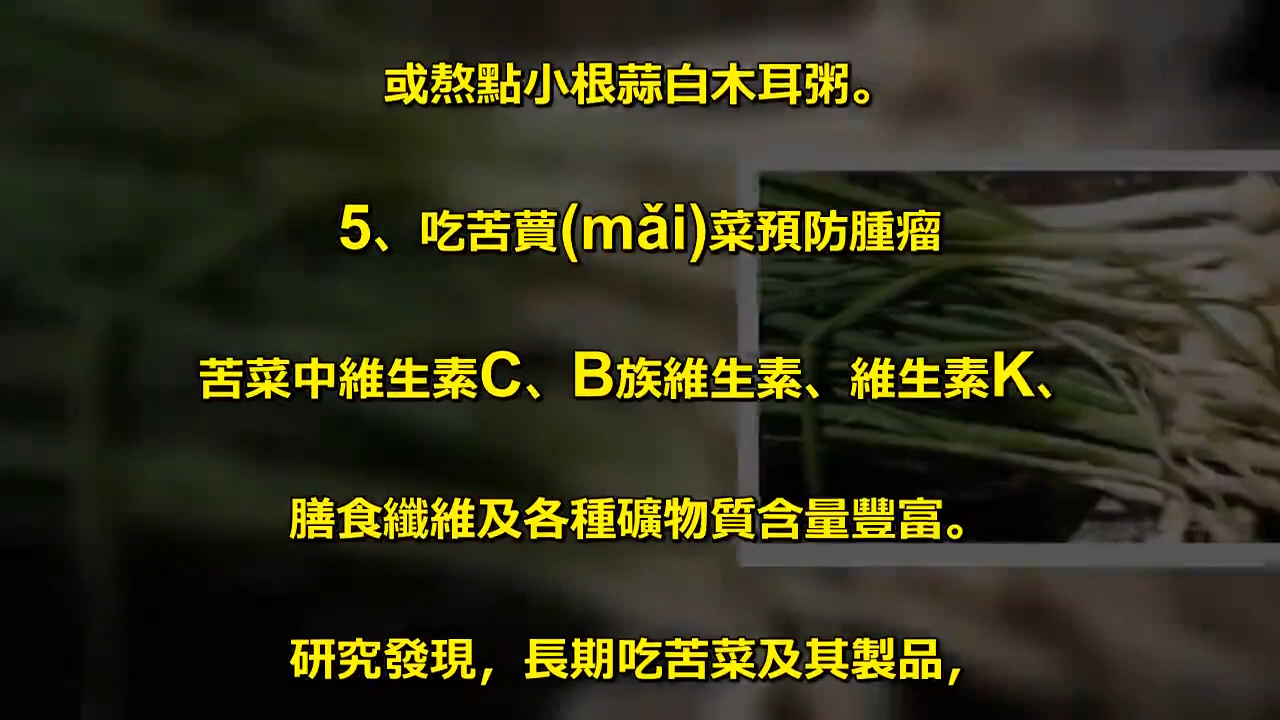 或熬點小根蒜白木耳粥。
5、吃苦蕒(mǎi)菜預防腫瘤
苦菜中維生素C、B族維生素、維生素K、
膳食纖維及各種礦物質含量豐富。
研究發現，長期吃苦菜及其製品，